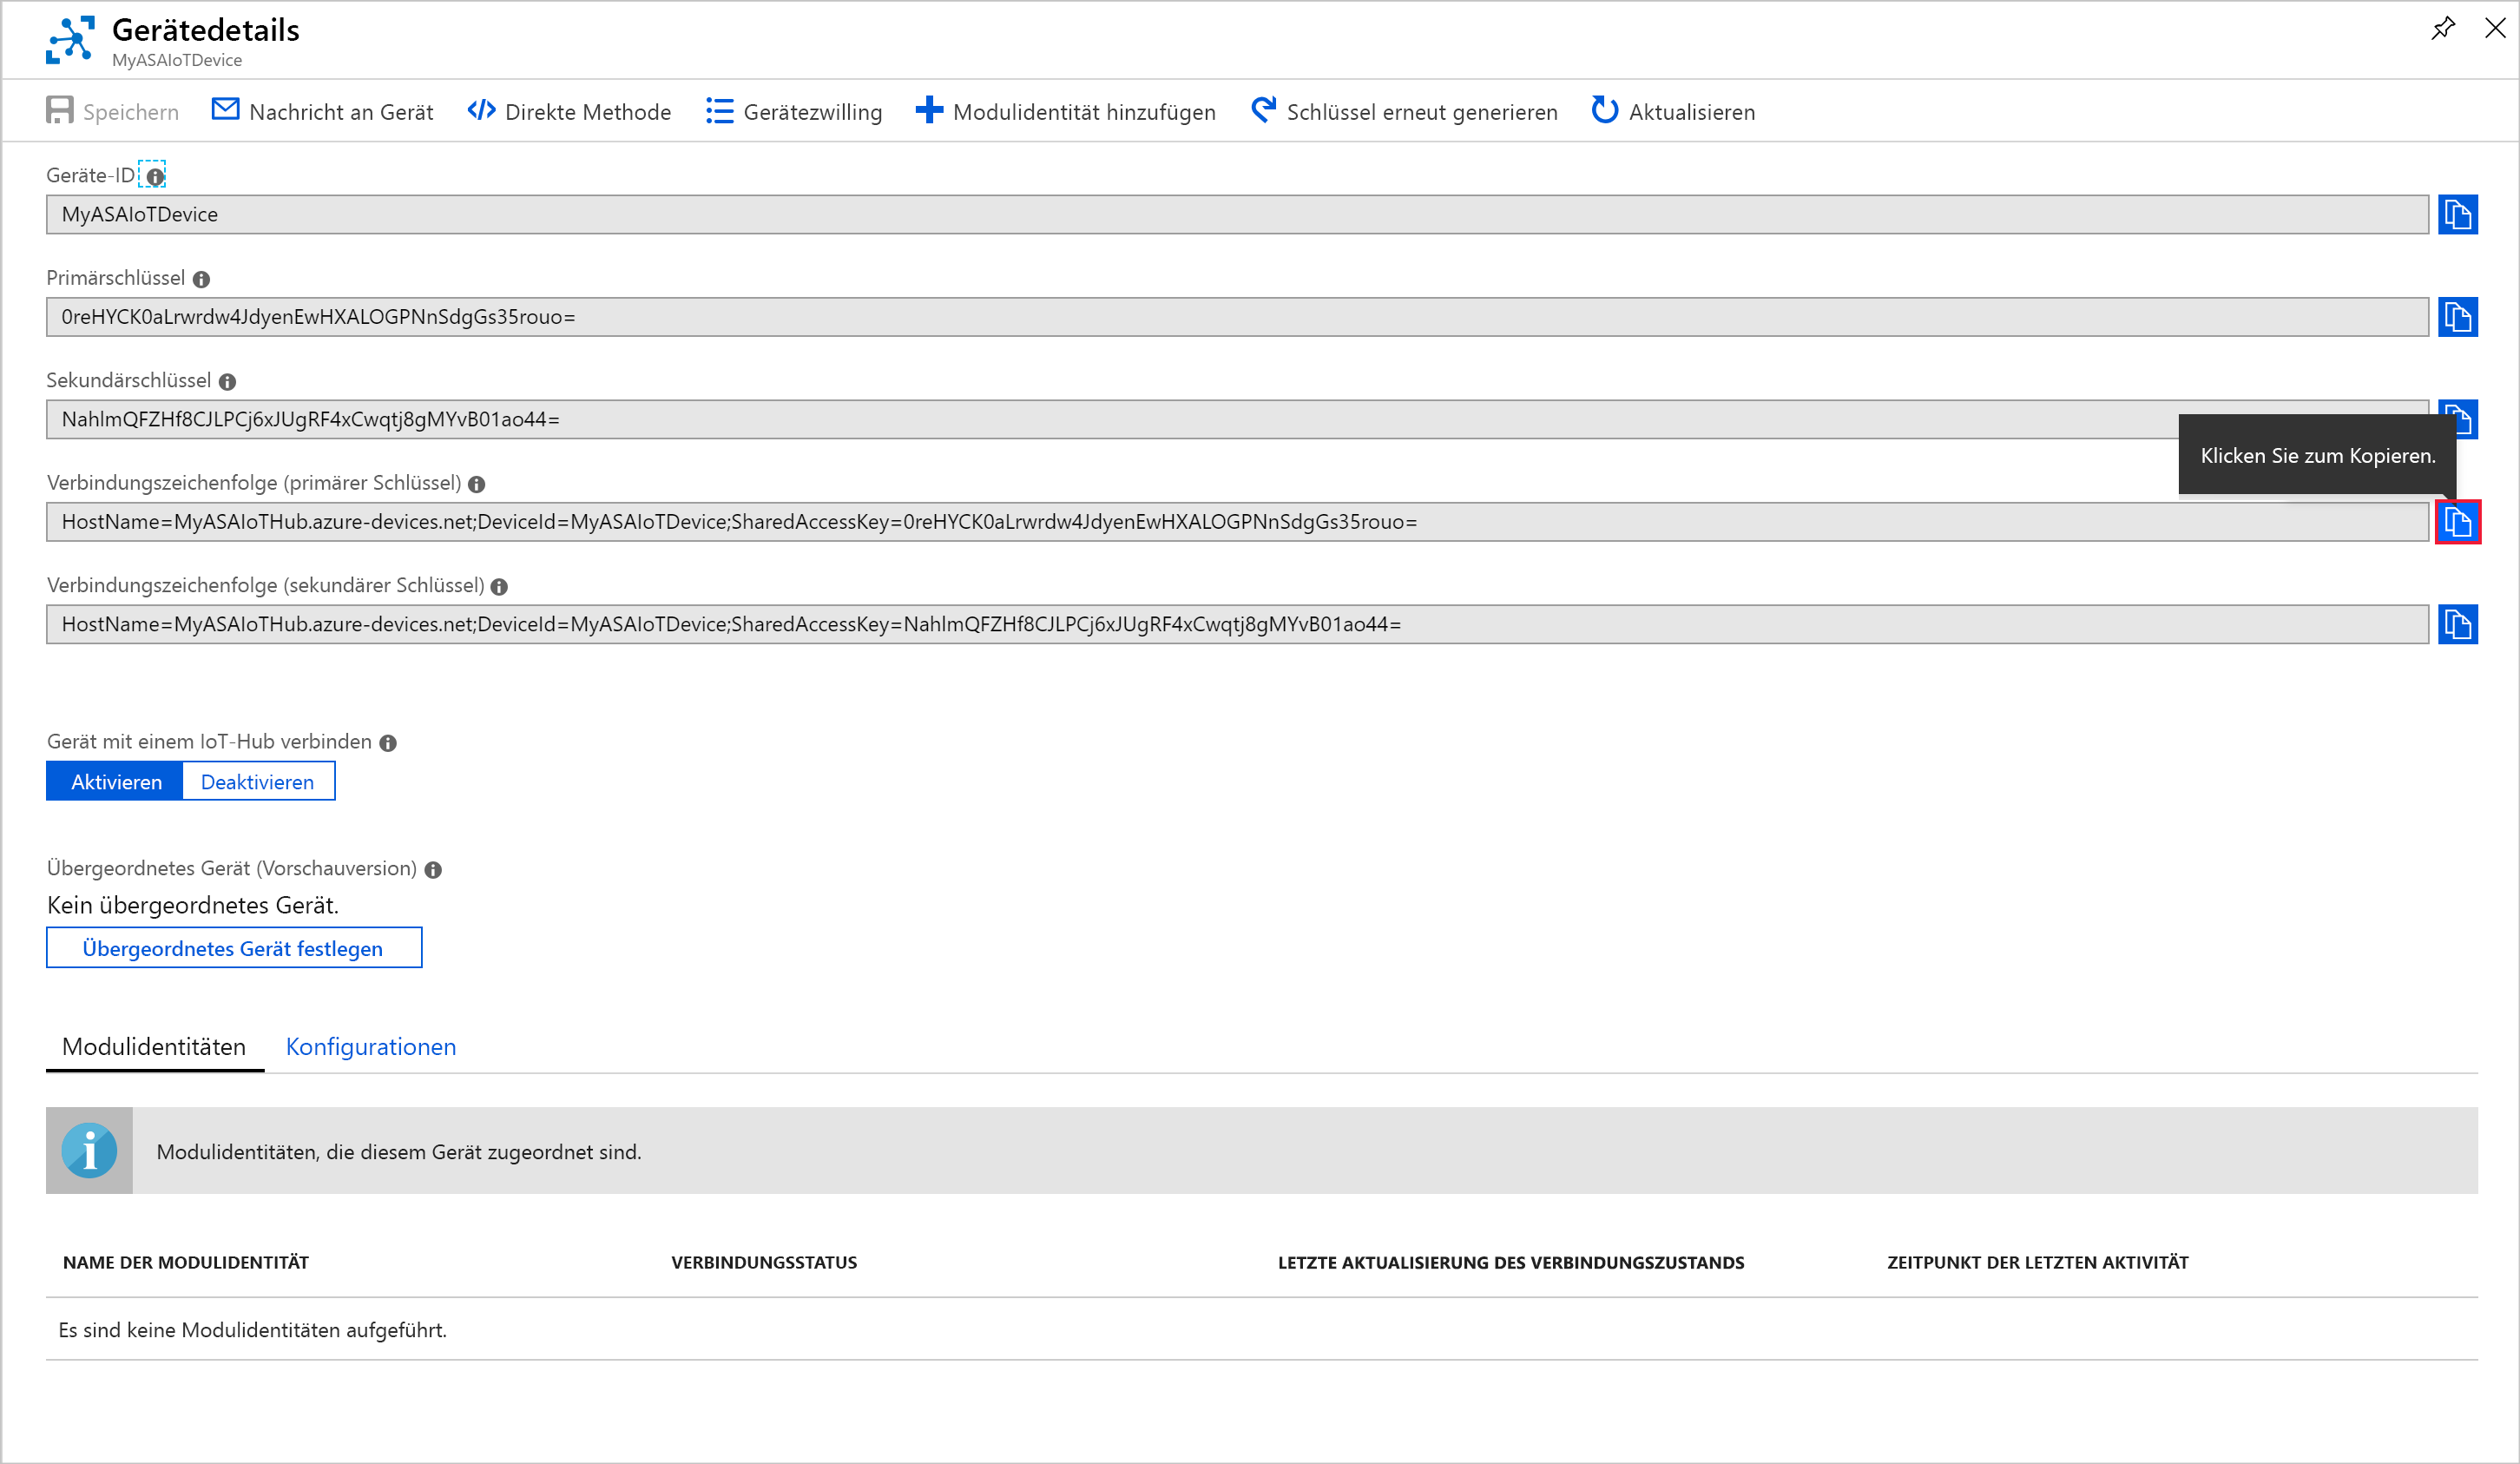 Gerätedetails
MyASAIoTDevice
Speichern Nachricht an Gerät Direkte Methode Gerätezwilling Modulidentität hinzufügen Schlüssel erneut generieren Aktualisieren
Geräte-ID
MyASAIoTDevice
Primärschlüssel
0reHYCK0aLrwrdw4JdyenEwHXALOGPNnSdgGs35rouo=
Sekundärschlüssel
NahlmQFZHf8CJLPCj6xJUgRF4xCwqtj8gMYvB01ao44=
Klicken Sie zum Kopieren.
Verbindungszeichenfolge (primärer Schlüssel)
HostName=MyASAIoTHub.azure-devices.net;DeviceId=MyASAIoTDevice;SharedAccessKey=0reHYCK0aLrwrdw4JdyenEwHXALOGPNnSdgGs35rouo=
Verbindungszeichenfolge (sekundärer Schlüssel)
HostName=MyASAIoTHub.azure-devices.net;DeviceId=MyASAIoTDevice;SharedAccessKey=NahlmQFZHf8CJLPCj6xJUgRF4xCwqtj8gMYvB01ao44=
Gerät mit einem IoT-Hub verbinden
Aktivieren Deaktivieren
Übergeordnetes Gerät (Vorschauversion)
Kein übergeordnetes Gerät.
Übergeordnetes Gerät festlegen
Modulidentitäten Konfigurationen
Modulidentitäten, die diesem Gerät zugeordnet sind.
NAME DER MODULIDENTITÄT VERBINDUNGSSTATUS LETZTE AKTUALISIERUNG DES VERBINDUNGSZUSTANDS ZEITPUNKT DER LETZTEN AKTIVITÄT
Es sind keine Modulidentitäten aufgeführt.